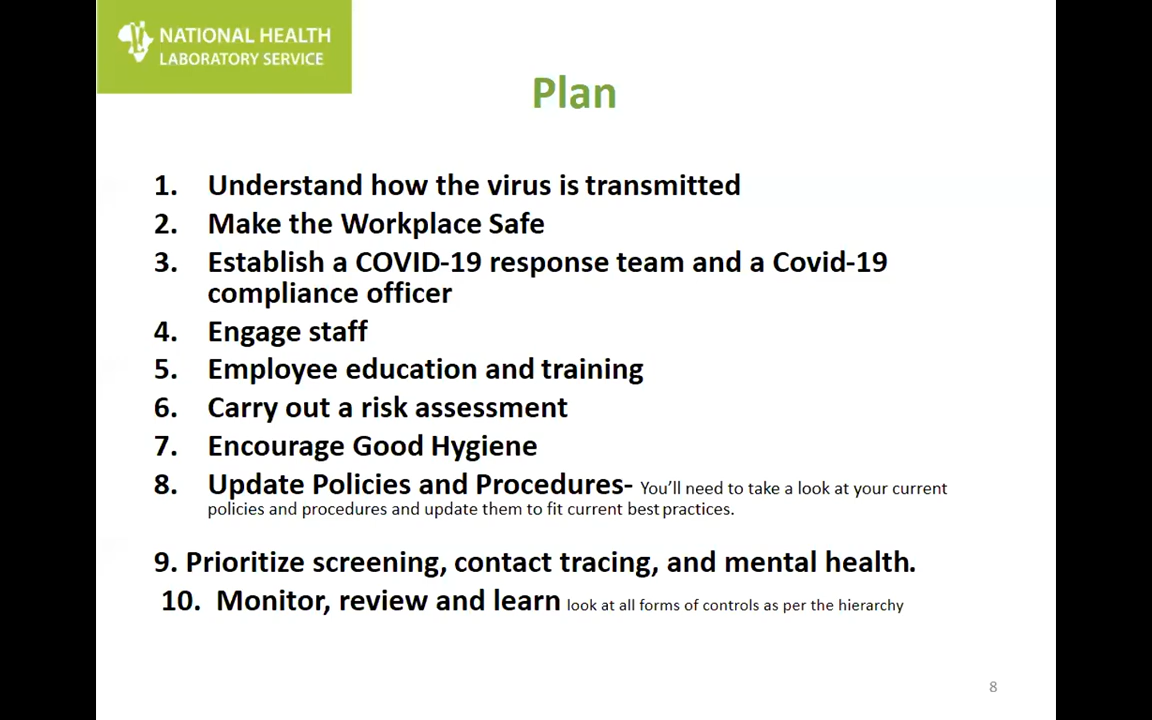 NATIONAL HEALTH
LABORATORY SERVICE
Plan
1. Understand how the virus is transmitted
2. Make the Workplace Safe
3. Establish a COVID-19 response team and a Covid-19
compliance officer
4. Engage staff
5. Employee education and training
6. Carry out a risk assessment
7. Encourage Good Hygiene
8. Update Policies and Procedures- You'll need to take a look at your current
policies and procedures and update them to fit current best practices.
9. Prioritize screening, contact tracing, and mental health.
10. Monitor, review and learn look at all forms of controls as per the hierarchy
8